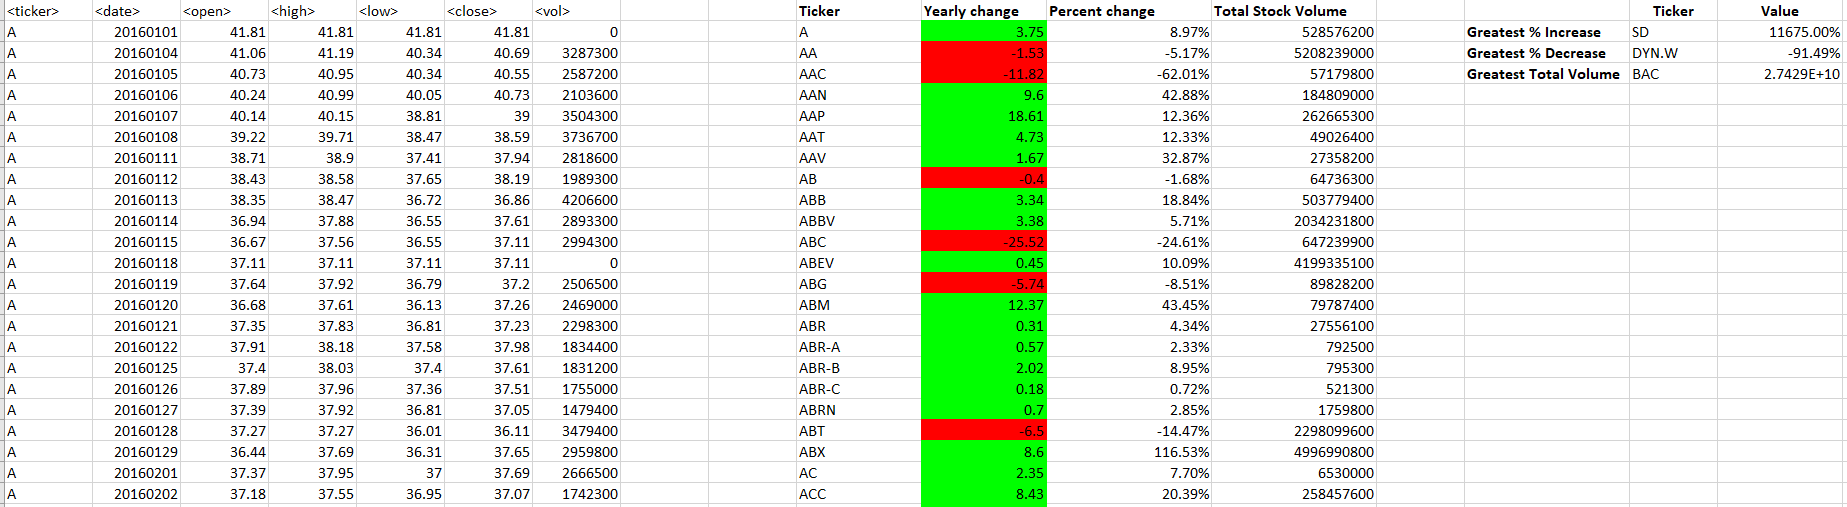 <ticker> <date> <open> <high> <low> <close> <vol> Ticker Yearly change Percent change Total Stock Volume Ticker Value
A 20160101 41.81 41.81 41.81 41.81 0 A 3.75 8.97% 528576200 Greatest % Increase SD 11675.00%
A 20160104 41.06 41.19 40.34 40.69 3287300 AA -1.53 -5.17% 5208239000 Greatest % Decrease DYN.W -91.49%
A 20160105 40.73 40.95 40.34 40.55 2587200 AAC -11.82 -62.01% 57179800 Greatest Total Volume BAC 2.7429E+10
A 20160106 40.24 40.99 40.05 40.73 2103600 AAN 9.6 42.88% 184809000
A 20160107 40.14 40.15 38.81 39 3504300 AAP 18.61 12.36% 262665300
A 20160108 39.22 39.71 38.47 38.59 3736700 AAT 4.73 12.33% 49026400
A 20160111 38.71 38.9 37.41 37.94 2818600 AAV 1.67 32.87% 27358200
A 20160112 38.43 38.58 37.65 38.19 1989300 AB -0.4 -1.68% 64736300
A 20160113 38.35 38.47 36.72 36.86 4206600 ABB 3.34 18.84% 503779400
A 20160114 36.94 37.88 36.55 37.61 2893300 ABBV 3.38 5.71% 2034231800
A 20160115 36.67 37.56 36.55 37.11 2994300 ABC -25.52 -24.61% 647239900
A 20160118 37.11 37.11 37.11 37.11 0 ABEV 0.45 10.09% 4199335100
A 20160119 37.64 37.92 36.79 37.2 2506500 ABG -5.74 -8.51% 89828200
A 20160120 36.68 37.61 36.13 37.26 2469000 ABM 12.37 43.45% 79787400
A 20160121 37.35 37.83 36.81 37.23 2298300 ABR 0.31 4.34% 27556100
A 20160122 37.91 38.18 37.58 37.98 1834400 ABR-A 0.57 2.33% 792500
A 20160125 37.4 38.03 37.4 37.61 1831200 ABR-B 2.02 8.95% 795300
A 20160126 37.89 37.96 37.36 37.51 1755000 ABR-C 0.18 0.72% 521300
A 20160127 37.39 37.92 36.81 37.05 1479400 ABRN 0.7 2.85% 1759800
A 20160128 37.27 37.27 36.01 36.11 3479400 ABT -6.5 -14.47% 2298099600
A 20160129 36.44 37.69 36.31 37.65 2959800 ABX 8.6 116.53% 4996990800
A 20160201 37.37 37.95 37 37.69 2666500 AC 2.35 7.70% 6530000
A 20160202 37.18 37.55 36.95 37.07 1742300 ACC 8.43 20.39% 258457600